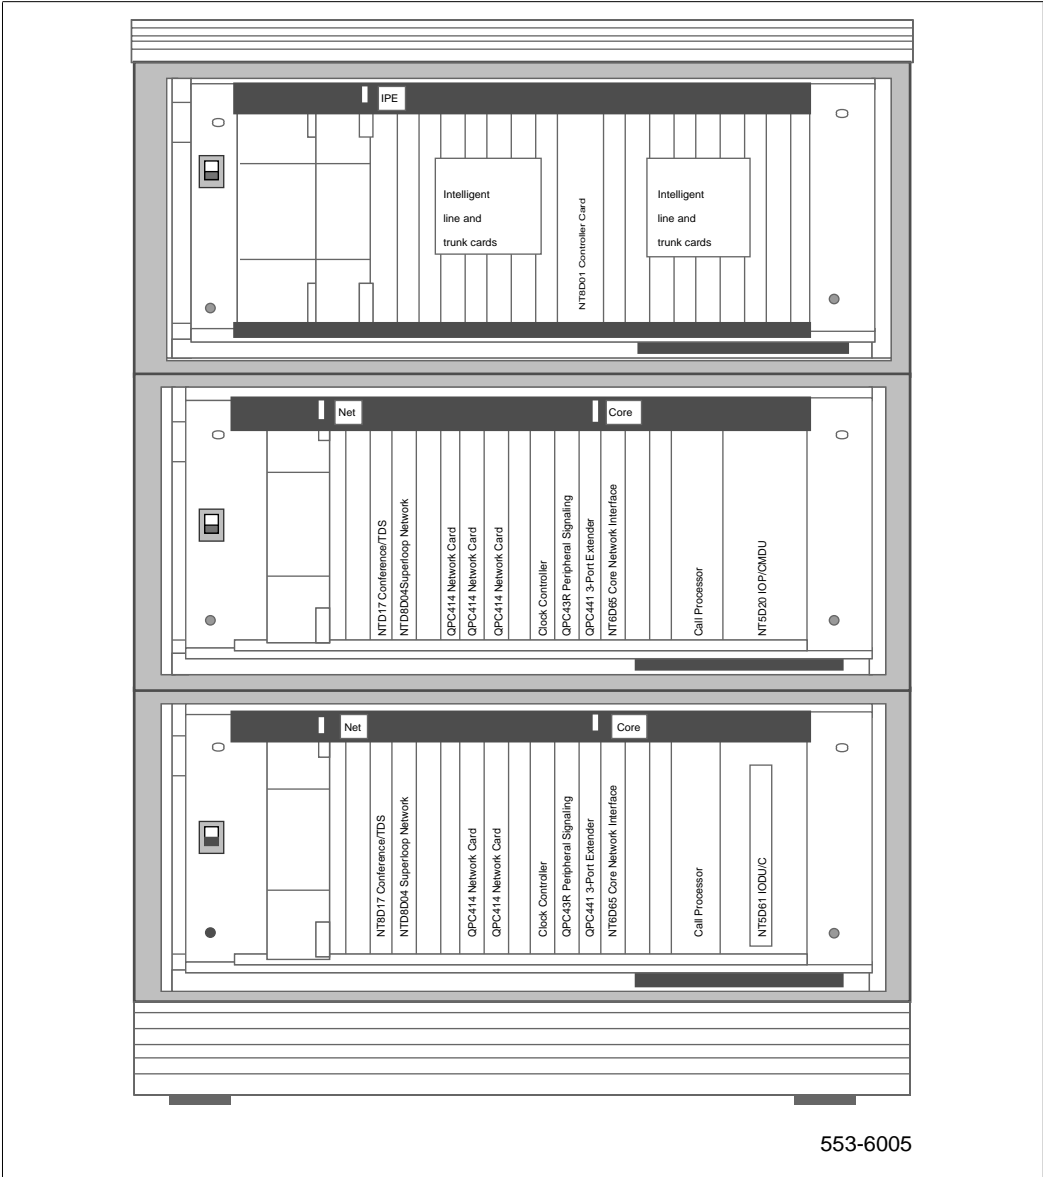 IPE
Intelligent
line and
trunk cards
NT8D01 Controller Card
Intelligent
line and
trunk cards
Net
Core
NTD17 Conference/TDS
NTD8D04Superloop Network
QPC414 Network Card
QPC414 Network Card
QPC414 Network Card
Clock Controller
QPC43R Peripheral Signaling
QPC441 3-Port Extender
NT6D65 Core Network Interface
Call Processor
NT5D20 IOP/CMDU
Net
Core
NT8D17 Conference/TDS
NTD8D04 Superloop Network
QPC414 Network Card
QPC414 Network Card
Clock Controller
QPC43R Peripheral Signaling
QPC441 3-Port Extender
NT6D65 Core Network Interface
Call Processor
NT5D61 IODU/C
553-6005